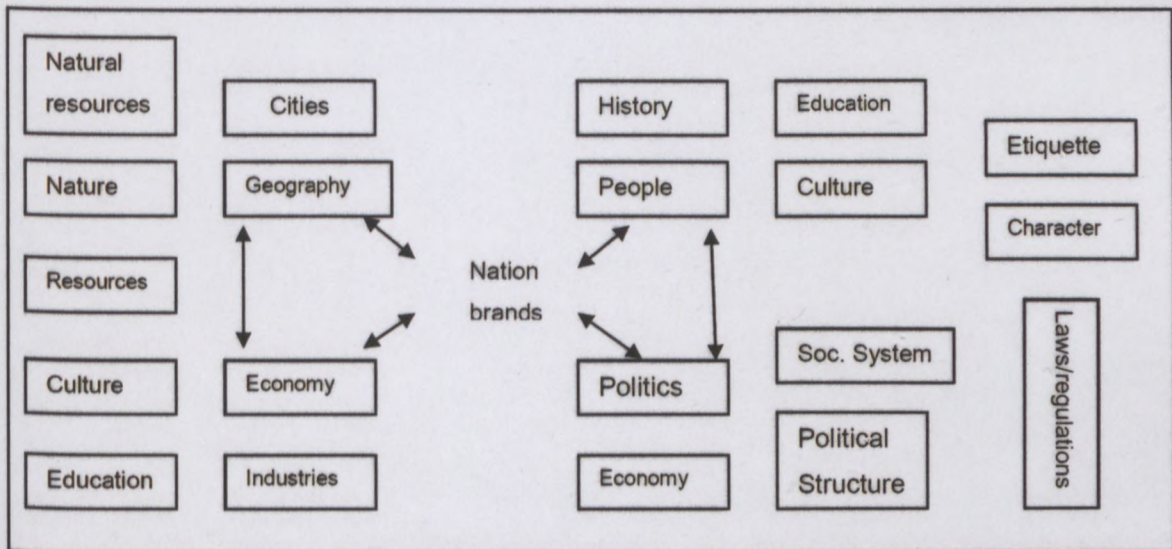 Natural
resources
Cities
History
Education
Etiquette
Nature
Geography
People
Culture
Character
Resources
Nation
brands
Laws/regulations
Soc. System
Culture
Economy
Politics
Political
Structure
Education
Industries
Economy